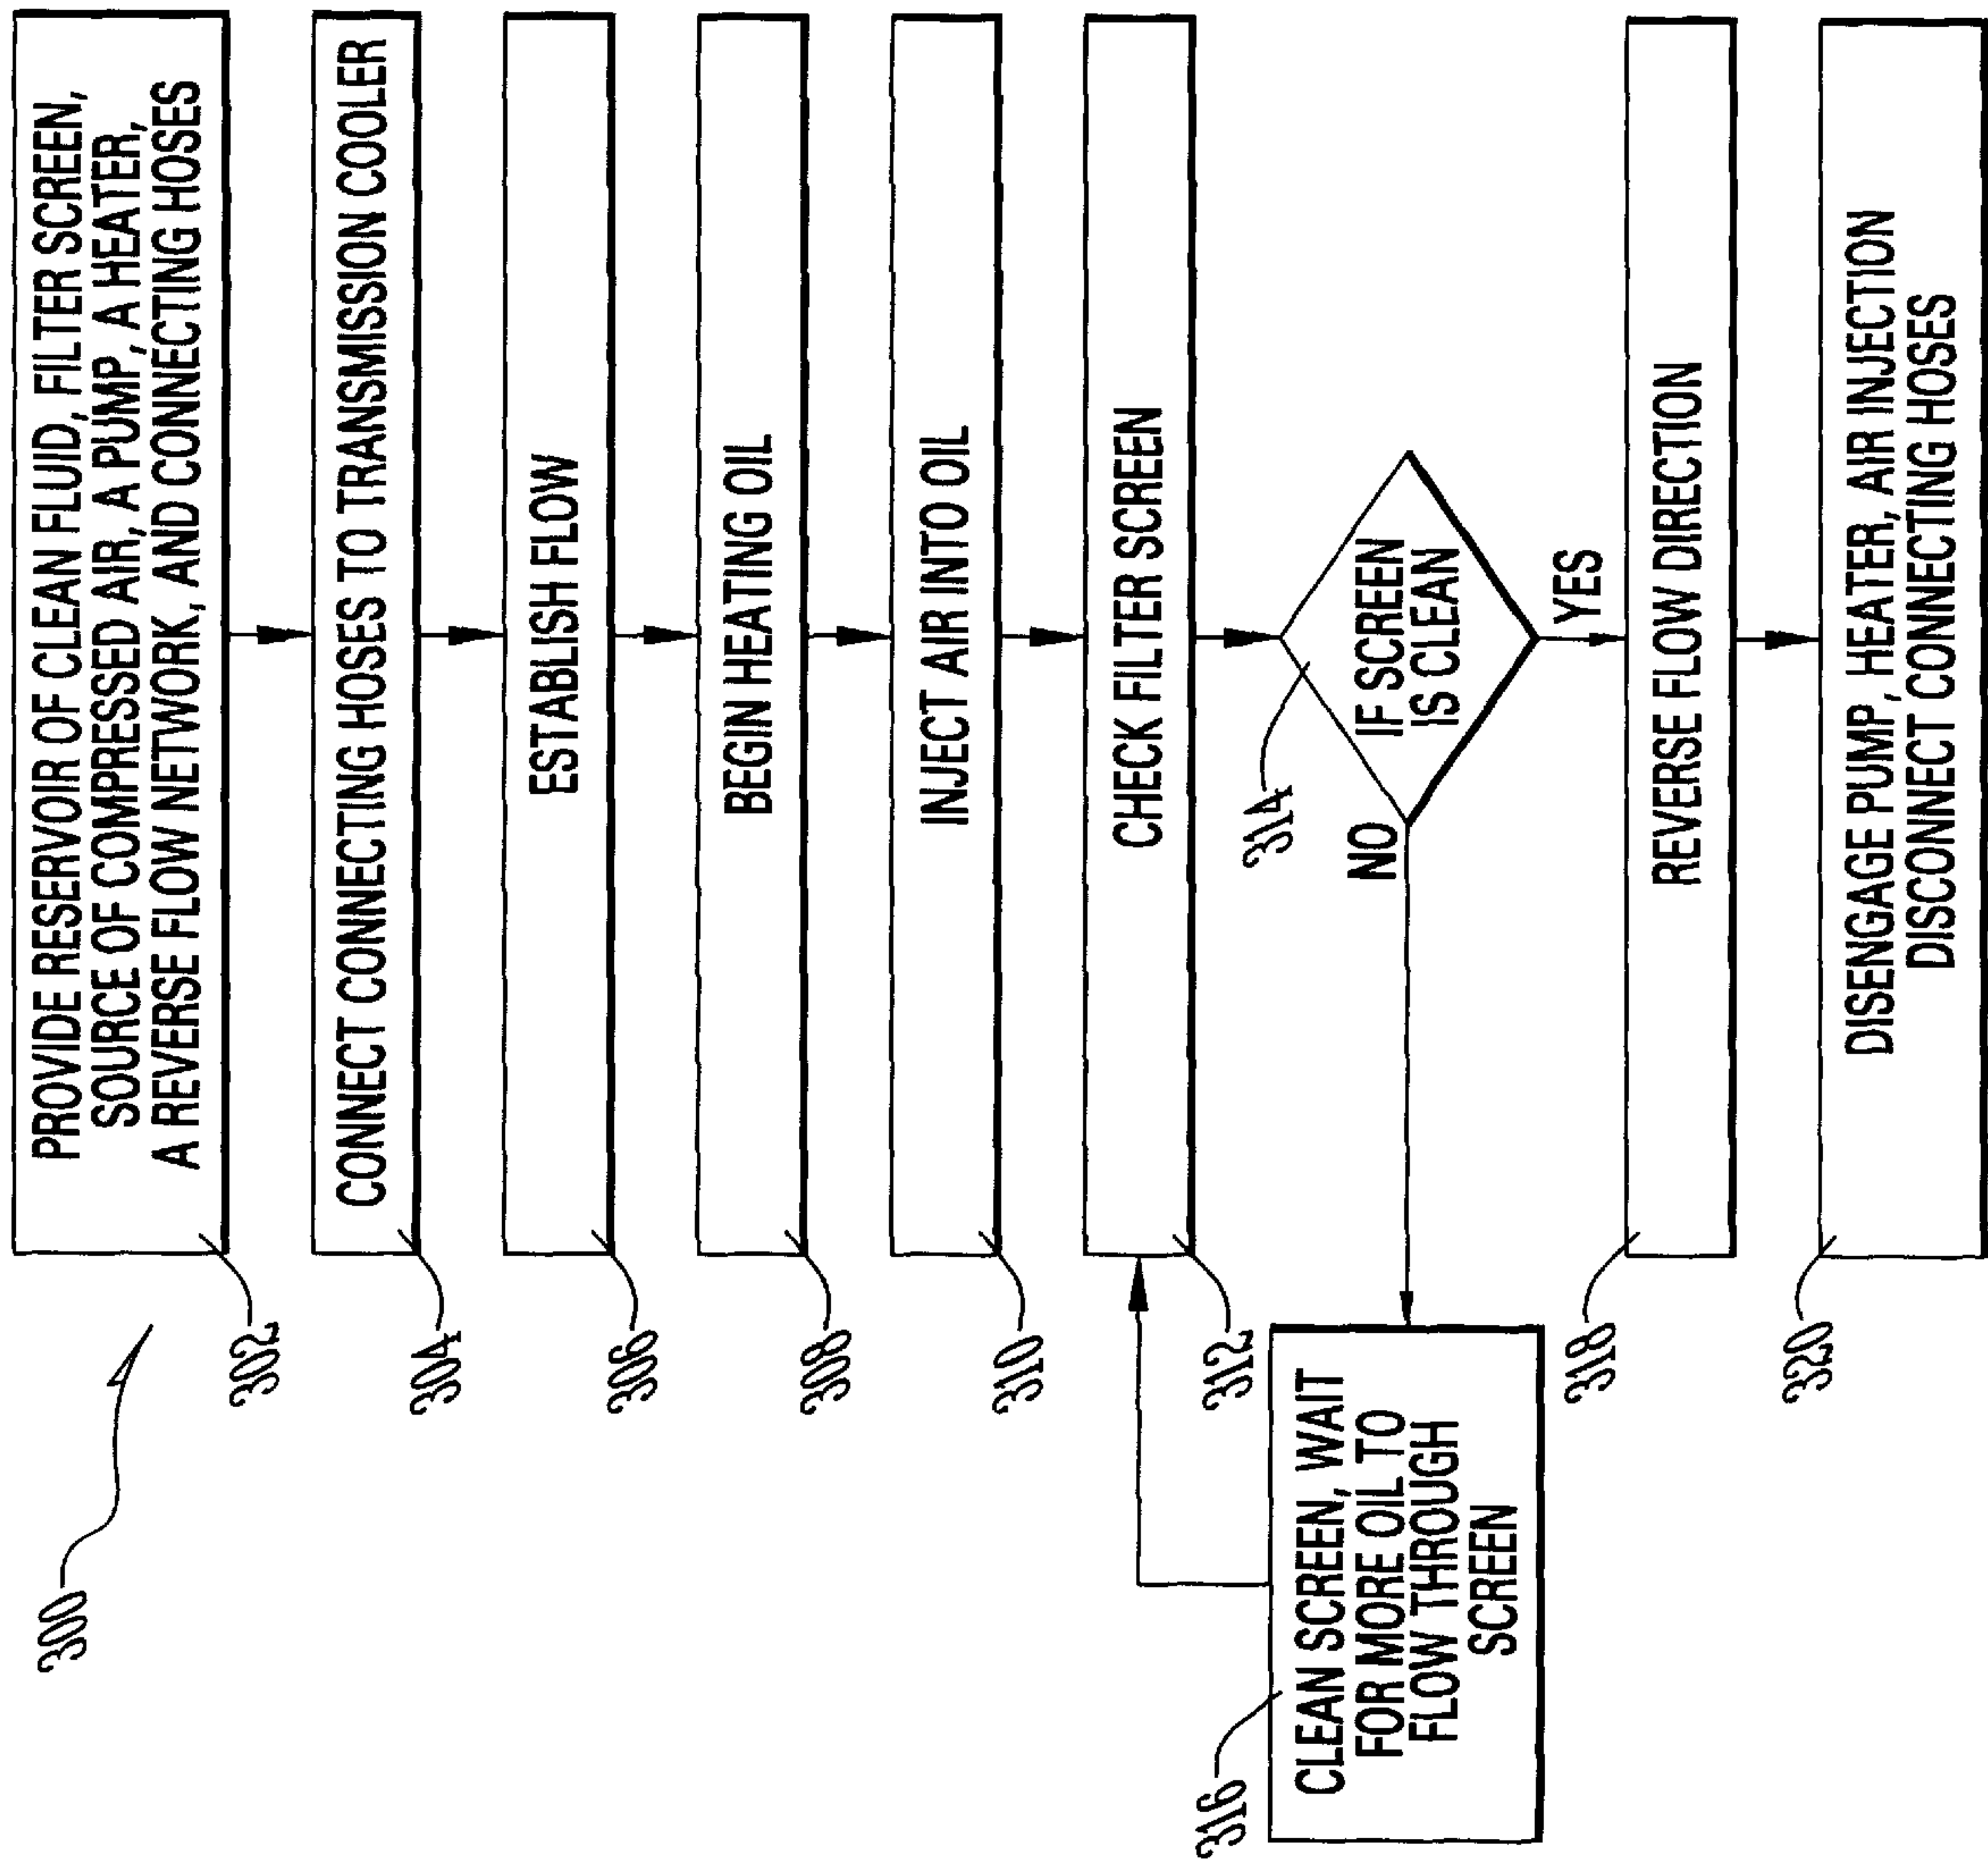 300
302
PROVIDE RESERVOIR OF CLEAN FLUID, FILTER SCREEN,
SOURCE OF COMPRESSED AIR, A PUMP, A HEATER,
A REVERSE FLOW NETWORK, AND CONNECTING HOSES
304
CONNECT CONNECTING HOSES TO TRANSMISSION COOLER
306
ESTABLISH FLOW
308
BEGIN HEATING OIL
310
INJECT AIR INTO OIL
312
CHECK FILTER SCREEN
314
IF SCREEN
IS CLEAN
NO
YES
316
CLEAN SCREEN, WAIT
FOR MORE OIL TO
FLOW THROUGH
SCREEN
318
REVERSE FLOW DIRECTION
320
DISENGAGE PUMP, HEATER, AIR INJECTION
DISCONNECT CONNECTING HOSES